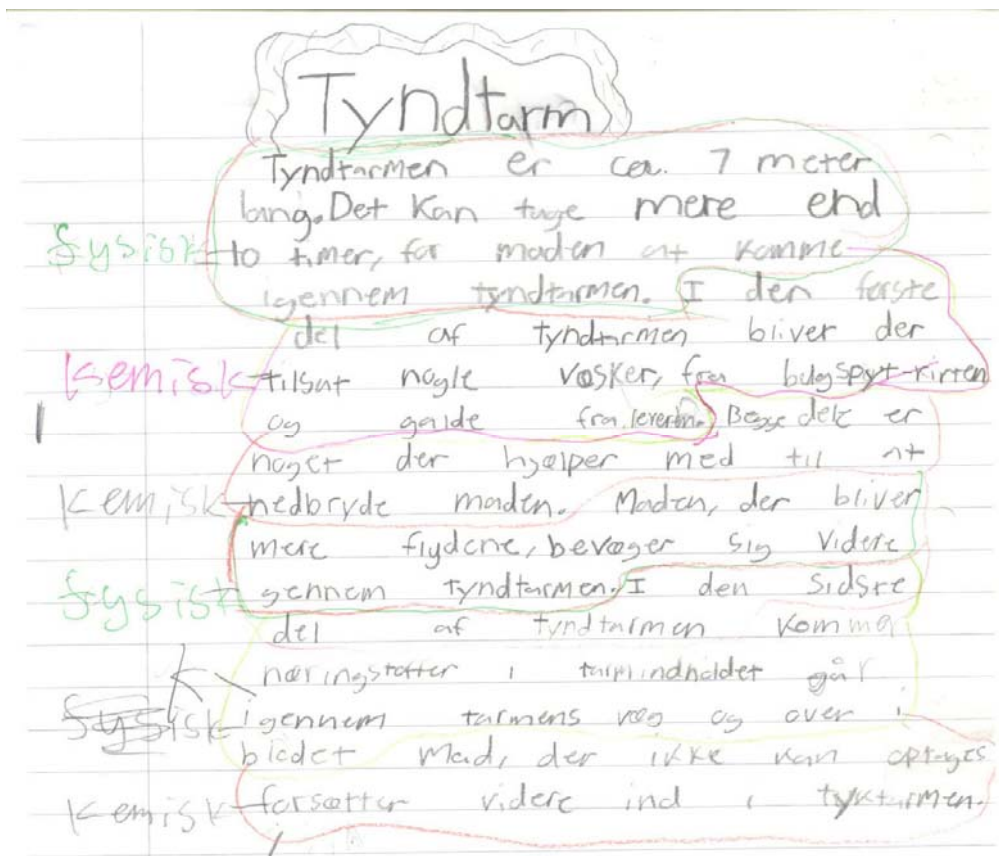 Tyndtarm
Tyndtarmen er ca. 7 meter
lang. Det kan tage mere end
fysisk to timer, for maden at komme
igennem tyndtarmen. I den første
del af tyndtarmen bliver der
kemisk tilsat nogle væsker, fra bugspyt-kirten
og galde fra leveren. Begge dele er
noget der hjælper med til at
kemisk nedbryde maden. Maden, der bliver
mere flydene, bevæger sig videre
fysisk gennem tyndtarmen. I den sidste
del af tyndtarmen kommer
K næringstoffer i tarmindholdet går
fysisk igennem tarmens væg og over i
blodet Mad, der ikke kan optages
kemisk forsætter videre ind i tyktarmen.